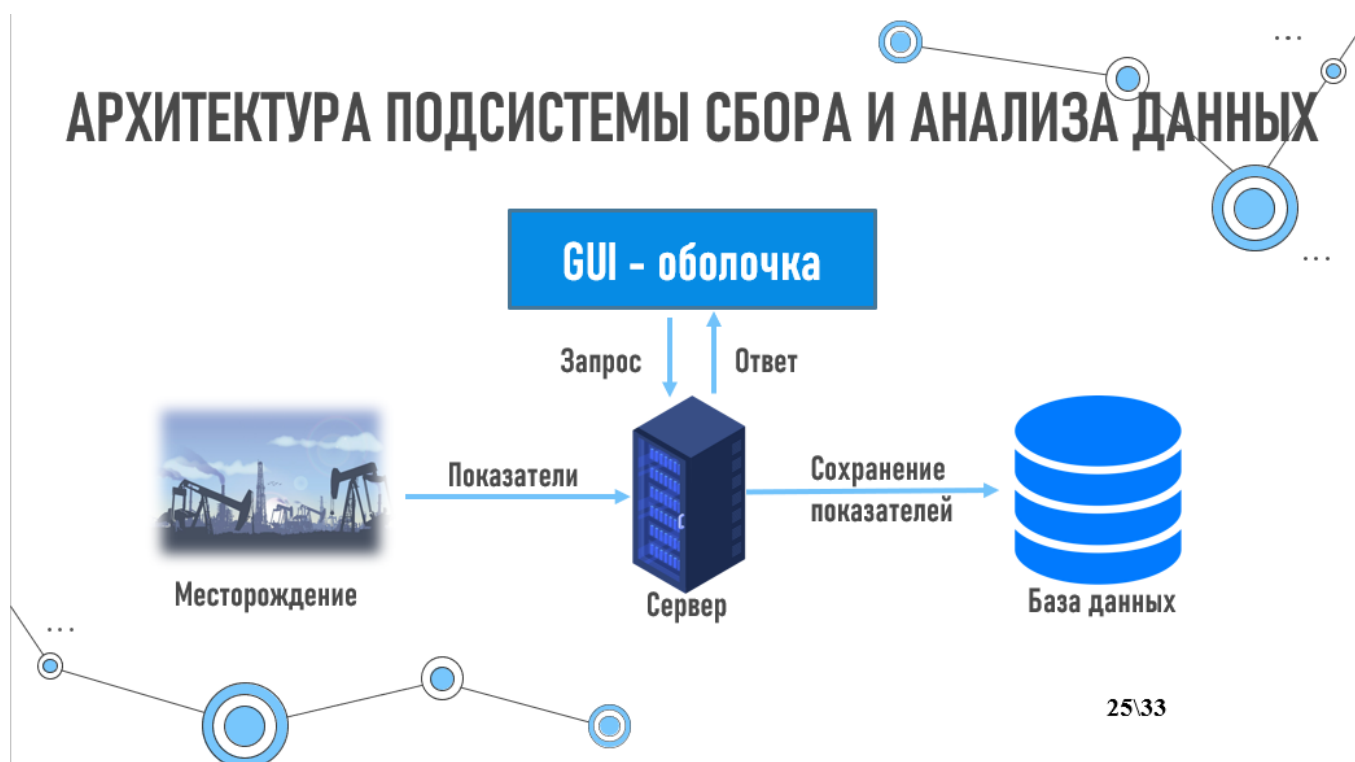 АРХИТЕКТУРА ПОДСИСТЕМЫ СБОРА И АНАЛИЗА ДАННЫХ
GUI - оболочка
Запрос
Ответ
Показатели
Сохранение
показателей
Месторождение
Сервер
База данных
25\33